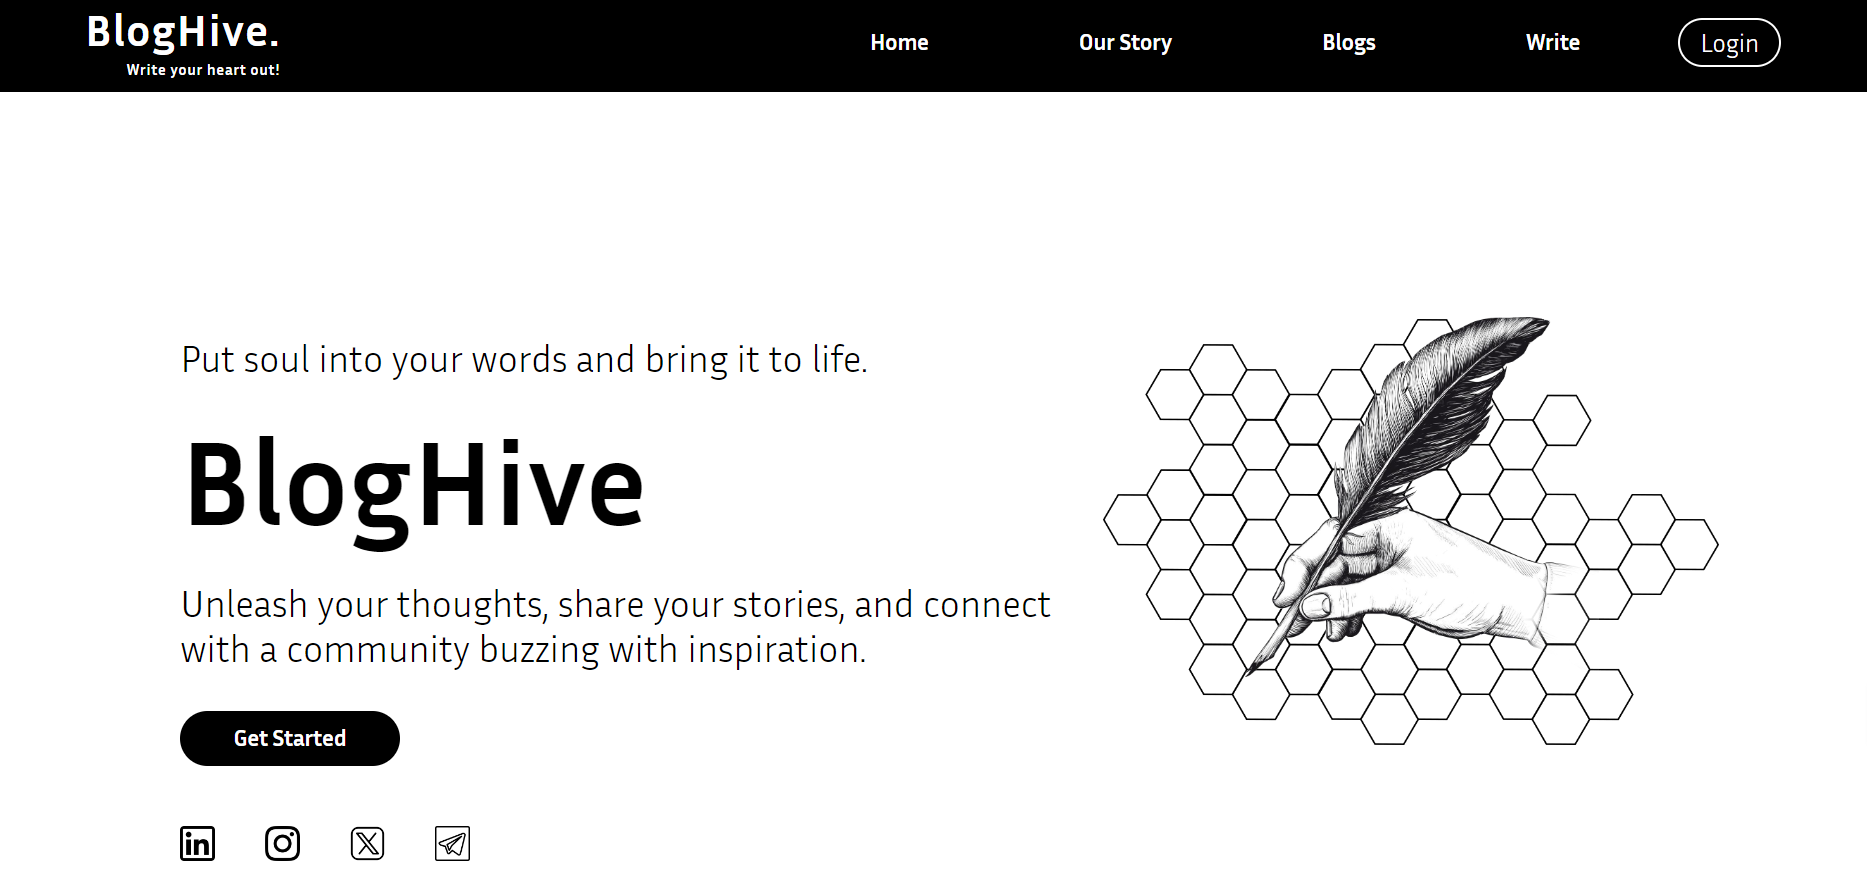 BlogHive.
Write your heart out!
Home
Our Story
Blogs
Write
Login
Put soul into your words and bring it to life.
BlogHive
Unleash your thoughts, share your stories, and connect
with a community buzzing with inspiration.
Get Started
in
X